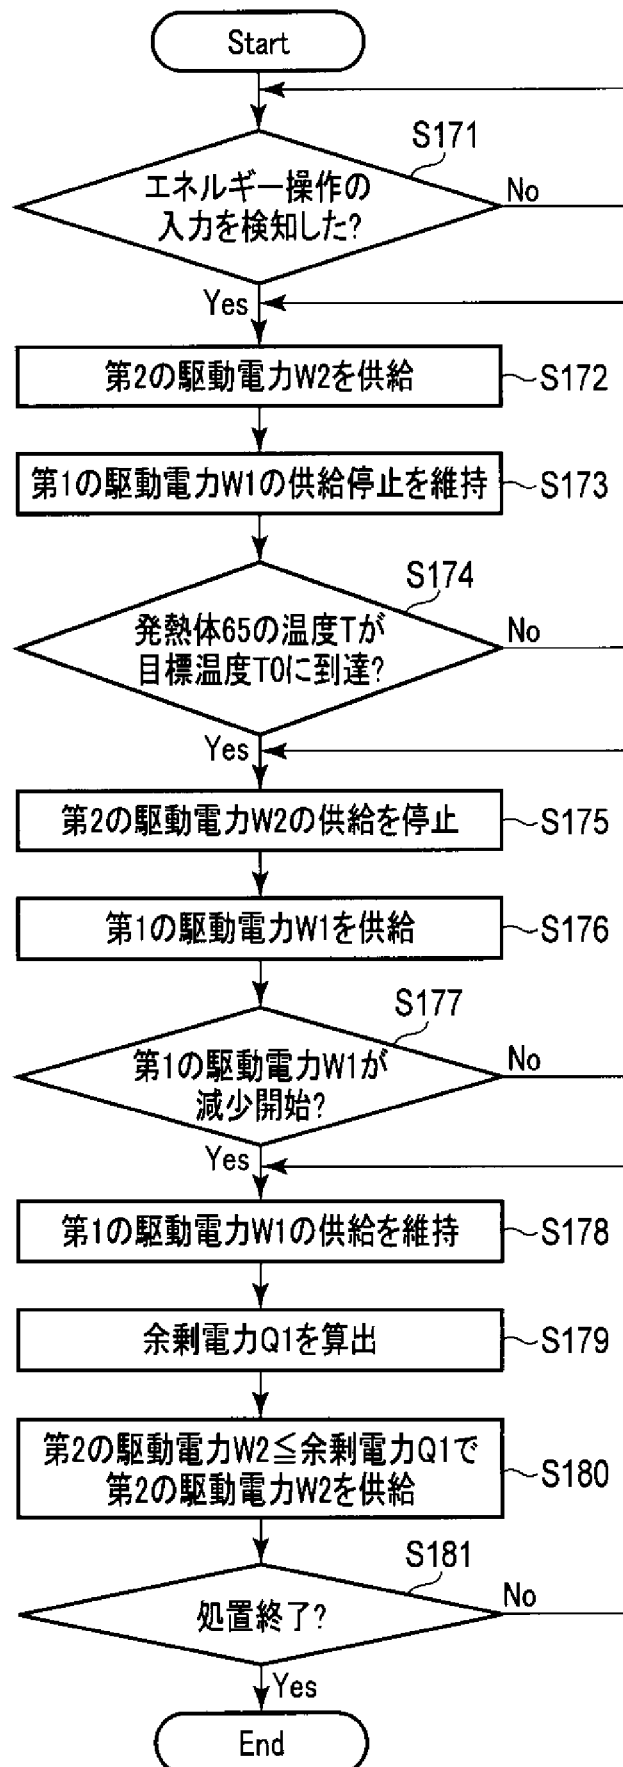 Start
S171
エネルギー操作の
入力を検知した?
No
Yes
第2の駆動電力W2を供給
S172
第1の駆動電力W1の供給停止を維持
S173
S174
発熱体65の温度Tが
目標温度T0に到達?
No
Yes
第2の駆動電力W2の供給を停止
S175
第1の駆動電力W1を供給
S176
S177
第1の駆動電力W1が
減少開始?
No
Yes
第1の駆動電力W1の供給を維持
S178
余剰電力Q1を算出
S179
第2の駆動電力W2≦余剰電力Q1で
第2の駆動電力W2を供給
S180
S181
処置終了?
No
Yes
End